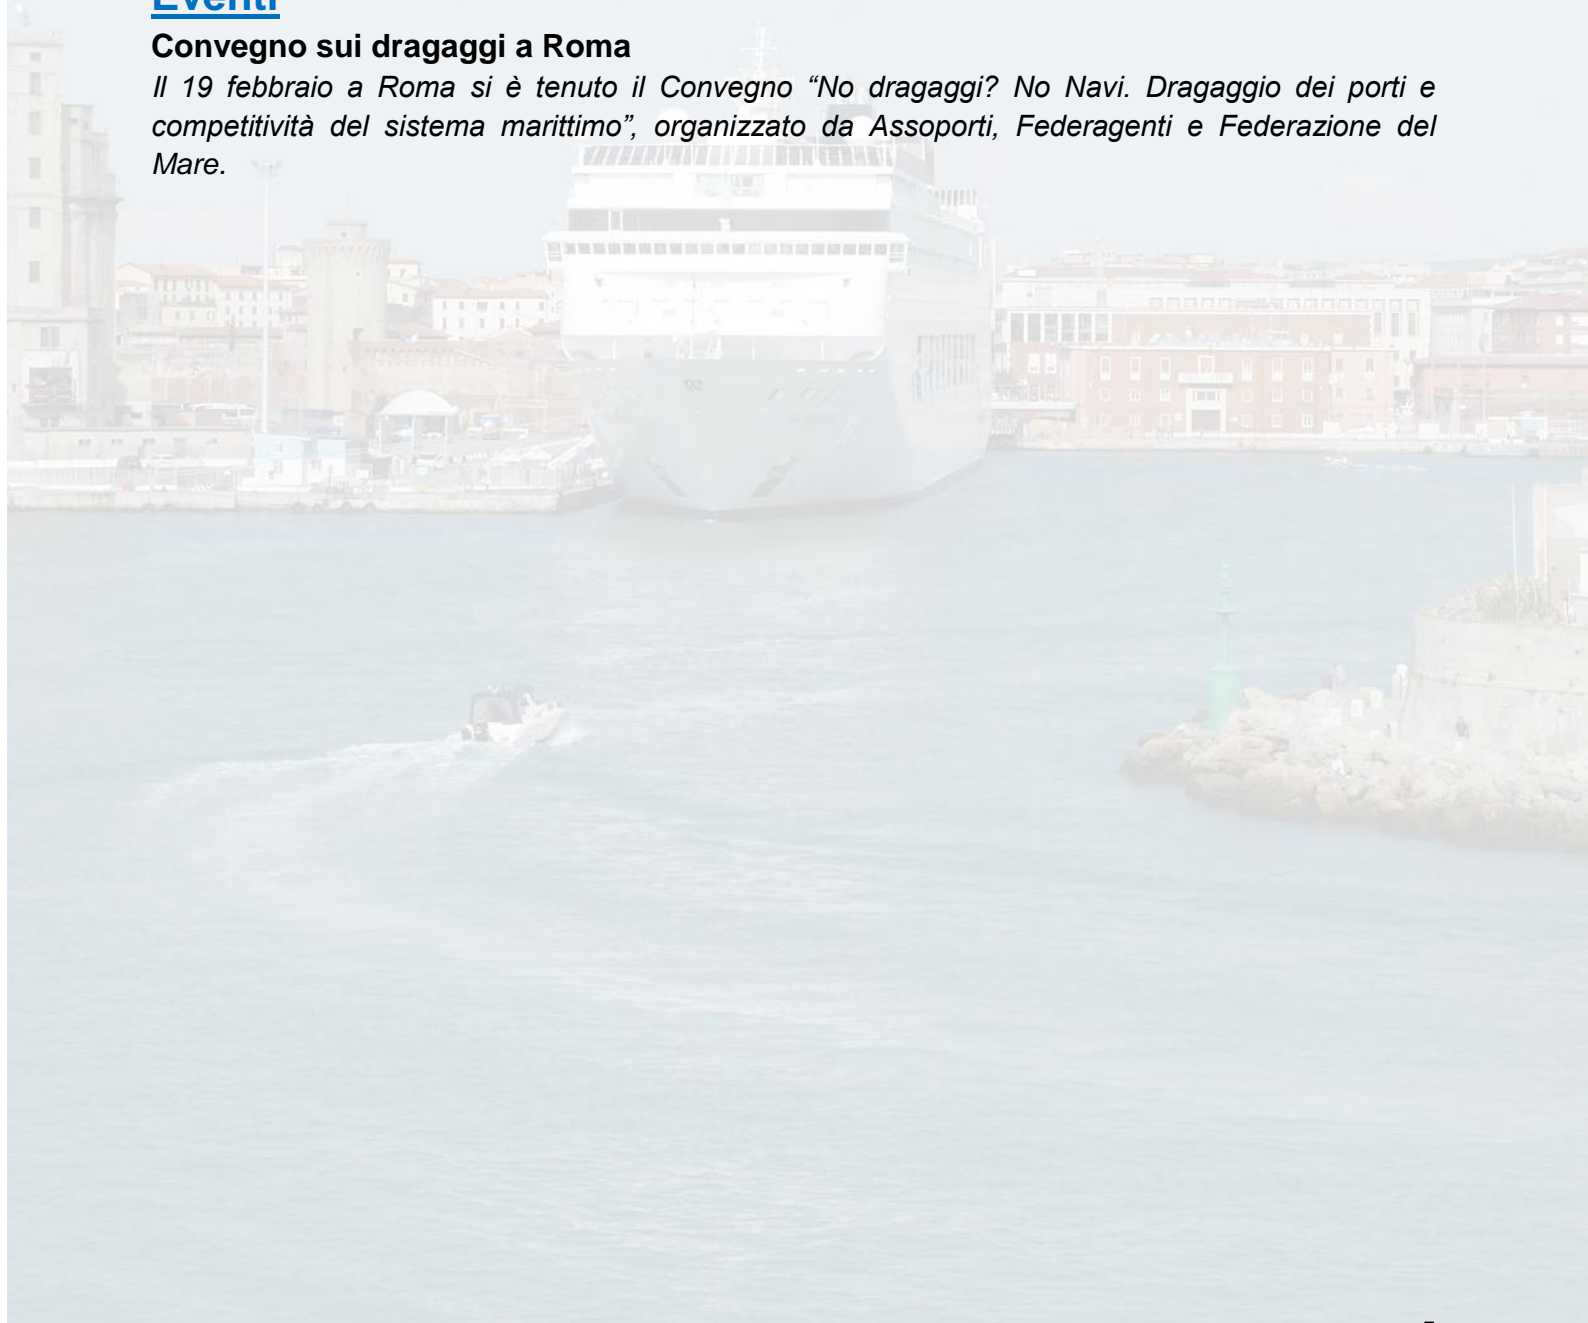 Eventi
Convegno sui dragaggi a Roma
Il 19 febbraio a Roma si è tenuto il Convegno “No dragaggi? No Navi. Dragaggio dei porti e
competitività del sistema marittimo”, organizzato da Assoporti, Federagenti e Federazione del
Mare.